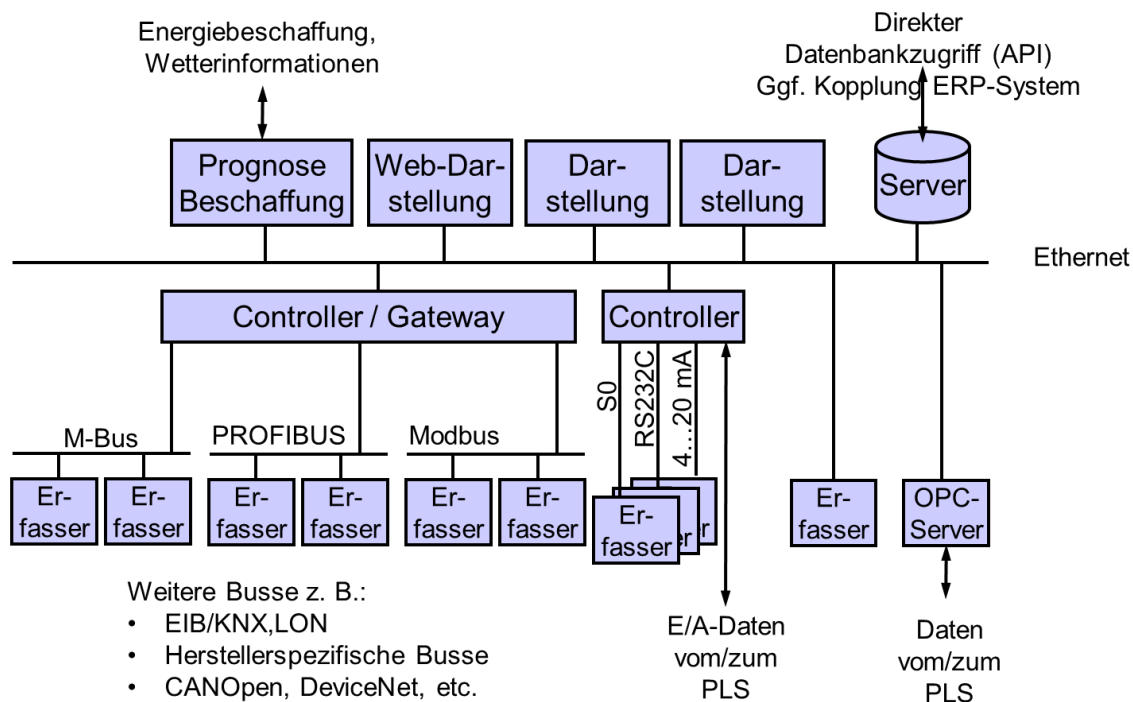 Energiebeschaffung,
Wetterinformationen
Direkter
Datenbankzugriff (API)
Ggf. Kopplung ERP-System
Prognose
Beschaffung
Web-Dar-
stellung
Dar-
stellung
Dar-
stellung
Server
Ethernet
Controller / Gateway
Controller
S0
RS232C
4…20 mA
M-Bus
PROFIBUS
Modbus
Er-
fasser
Er-
fasser
Er-
fasser
Er-
fasser
Er-
fasser
Er-
fasser
Er-
fasser
er
er
Er-
fasser
OPC-
Server
Weitere Busse z. B.:
• EIB/KNX,LON
• Herstellerspezifische Busse
• CANOpen, DeviceNet, etc.
E/A-Daten
vom/zum
PLS
Daten
vom/zum
PLS